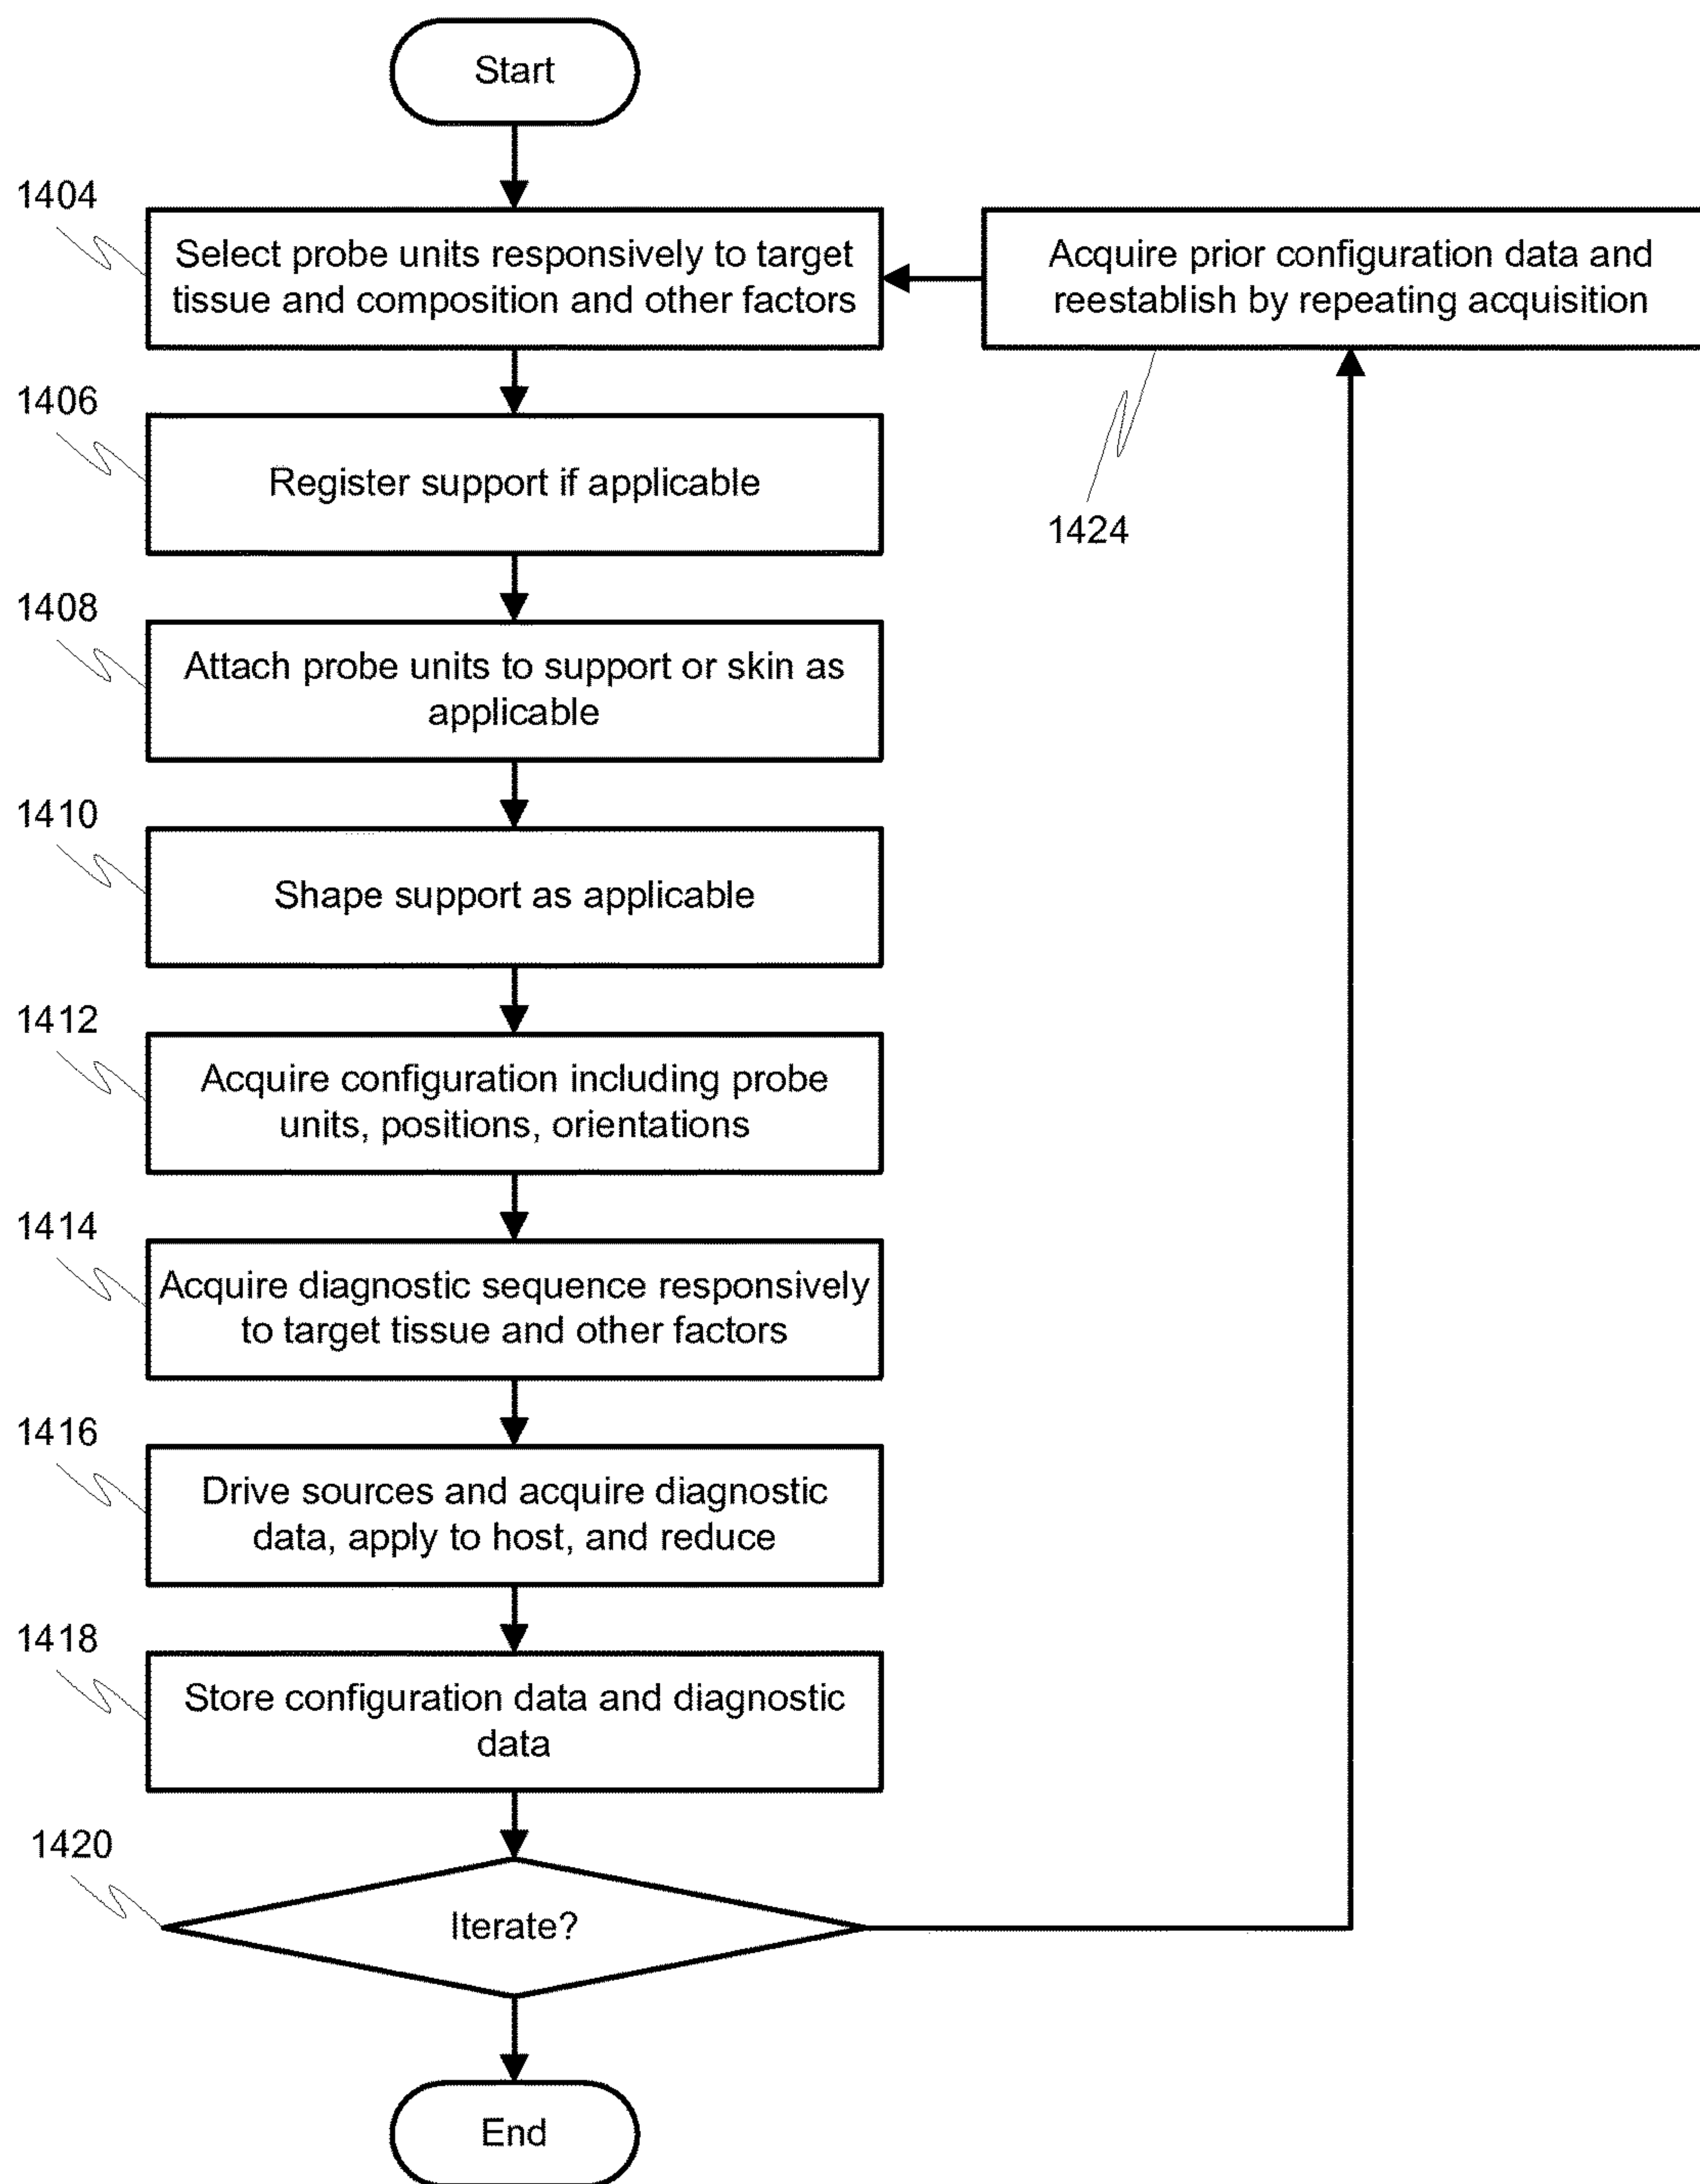 Start
1404
Select probe units responsively to target
tissue and composition and other factors
Acquire prior configuration data and
reestablish by repeating acquisition
1424
1406
Register support if applicable
1408
Attach probe units to support or skin as
applicable
1410
Shape support as applicable
1412
Acquire configuration including probe
units, positions, orientations
1414
Acquire diagnostic sequence responsively
to target tissue and other factors
1416
Drive sources and acquire diagnostic
data, apply to host, and reduce
1418
Store configuration data and diagnostic
data
1420
Iterate?
End